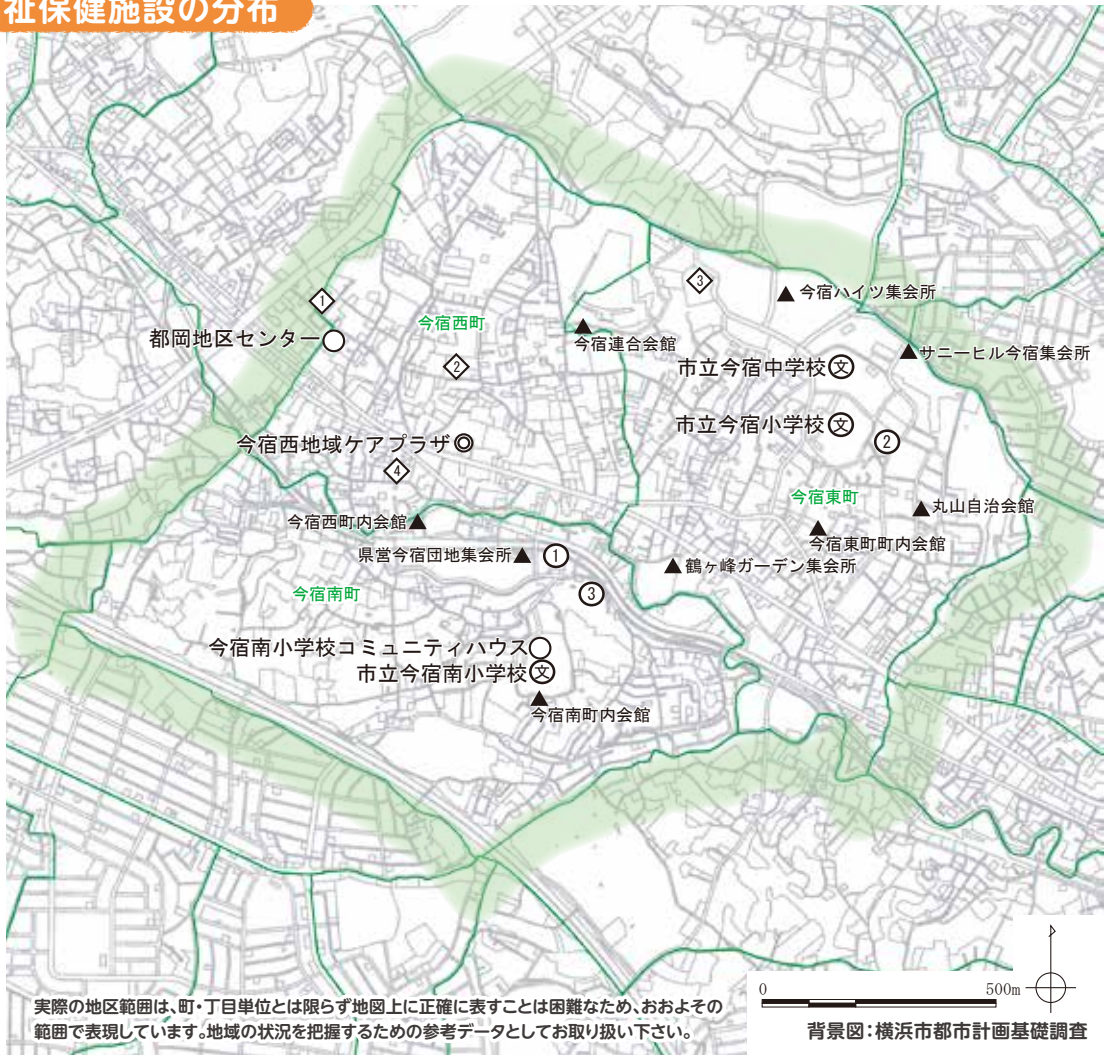 祉保健施設の分布
③
1
▲今宿ハイツ集会所
今宿西町
都岡地区センター○
▲
今宿連合会館
▲サニーヒル今宿集会所
2
市立今宿中学校文
市立今宿小学校文
今宿西地域ケアプラザ◎
②
4
今宿東町
▲丸山自治会館
今宿西町内会館▲
▲
今宿東町町内会館
県営今宿団地集会所▲
①
▲鶴ヶ峰ガーデン集会所
今宿南町
③
今宿南小学校コミュニティハウス○
市立今宿南小学校文
▲
今宿南町内会館
0
500m
実際の地区範囲は、町・丁目単位とは限らず地図上に正確に表すことは困難なため、おおよその
範囲で表現しています。地域の状況を把握するための参考データとしてお取り扱い下さい。
背景図：横浜市都市計画基礎調査